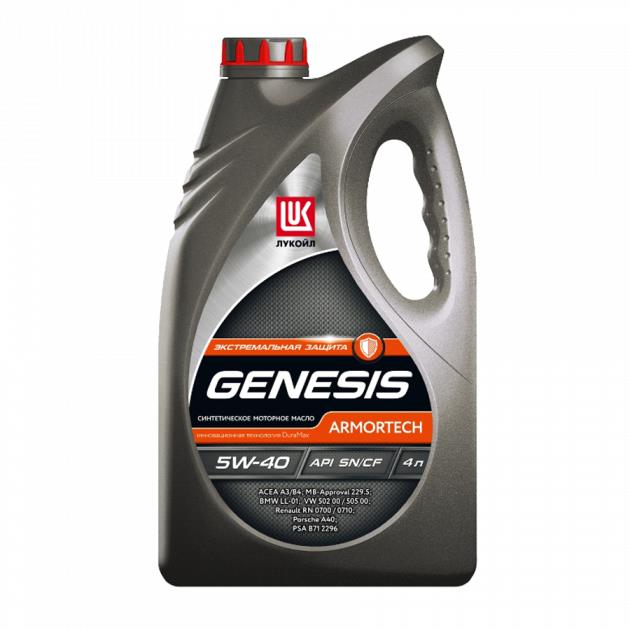 LUK
ЛУКОЙЛ
ЭКСТРЕМАЛЬНАЯ ЗАЩИТА
GENESIS
СИНТЕТИЧЕСКОЕ МОТОРНОЕ МАСЛО
ARMORTECH
инновационная технология DuraMax
5W-40 API SN/CF 4 л
ACEA A3/B4; MB-Approval 229.5;
BMW LL-01; VW 502 00 / 505 00;
Renault RN 0700 / 0710;
Porsche A40;
PSA B71 2296